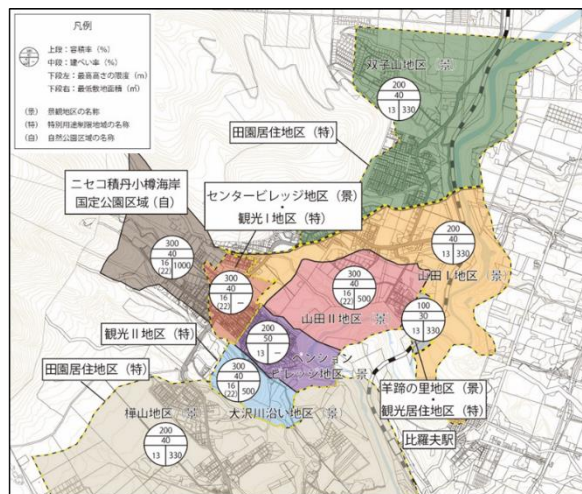 凡例
上段：容積率（%）
中段：建ぺい率（%）
下段左：最高高さの限度（m）
下段右：最低敷地面積（㎡）
（景） 景観地区の名称
（特） 特別用途制限地域の名称
（自） 自然公園区域の名称
双子山地区（景）
200
40
13 330
田園居住地区（特）
ニセコ積丹小樽海岸
国定公園区域（自）
センタービレッジ地区（景）
・
観光Ⅰ地区（特）
300
40
16
(22) 1000
300
40
16
(22) －
200
40
13 330
山田Ⅰ地区（景）
300
40
16
(22) 500
山田Ⅱ地区（景）
100
30
13 330
200
50
13 －
ペンション
ビレッジ地区（景）
観光Ⅱ地区（特）
300
40
16
(22) 500
大沢川沿い地区（景）
羊蹄の里地区（景）
・
観光居住地区（特）
田園居住地区（特）
樺山地区（景）
200
40
13 330
比羅夫駅